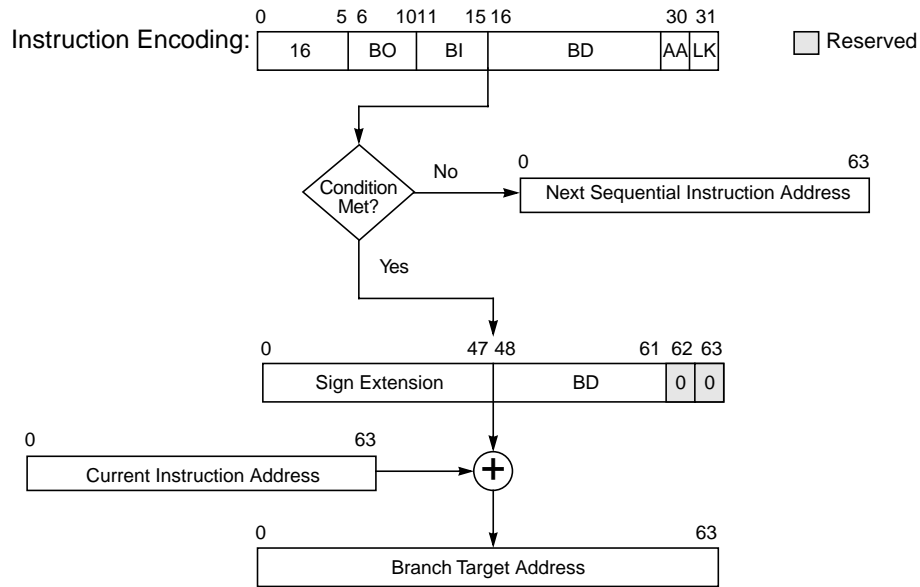 0 5 6 10 11 15 16 30 31
Instruction Encoding: 16 BO BI BD AA LK Reserved
Condition Met?
No
0 63
Next Sequential Instruction Address
Yes
0 47 48 61 62 63
Sign Extension BD 0 0
0 63
Current Instruction Address
+
0 63
Branch Target Address